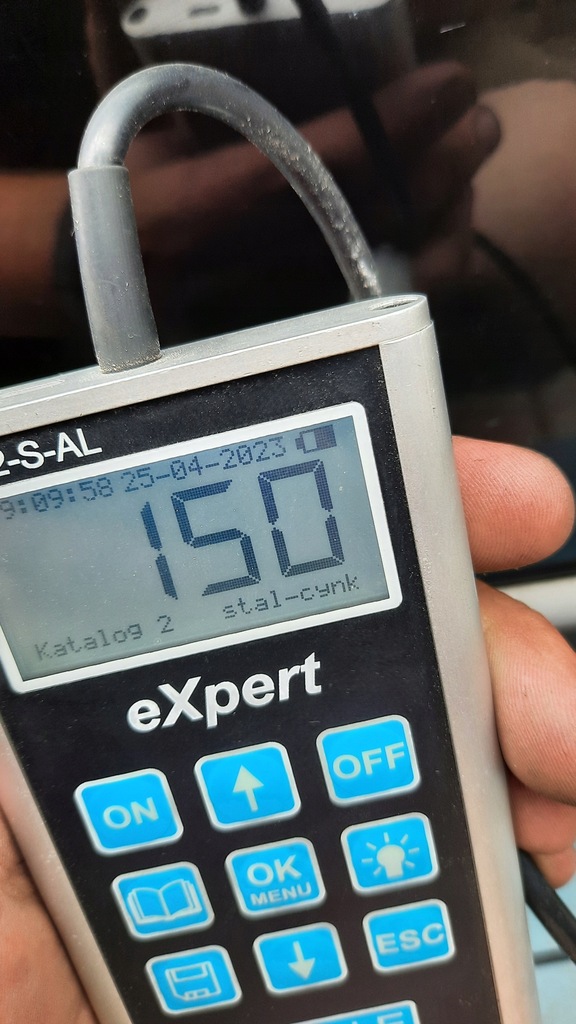 2-S-AL
9:09:58 25-04-2023
150
Katalog 2 stal-cynk
eXpert
ON
OFF
OK
MENU
ESC